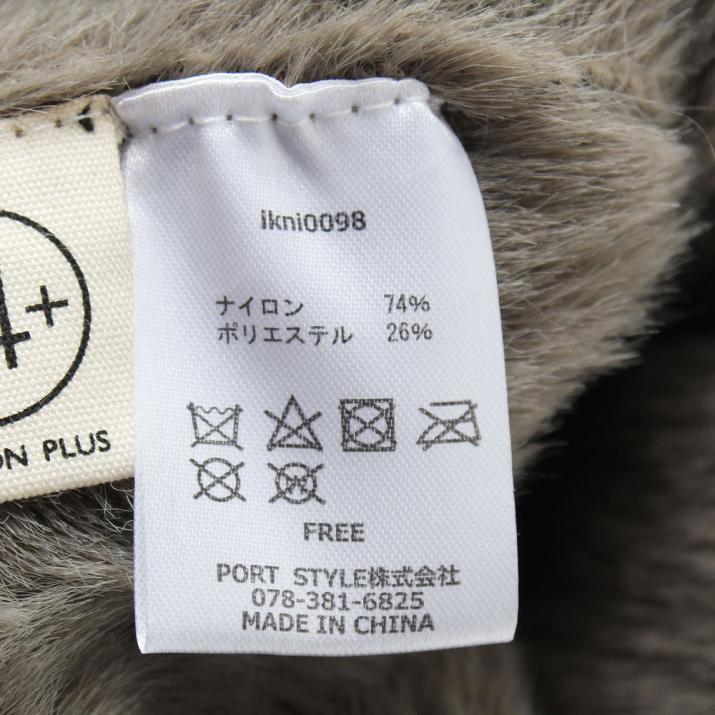 4+
ON PLUS
ikni0098
ナイロン 74%
ポリエステル 26%
W
FREE
PORT STYLE株式会社
078-381-6825
MADE IN CHINA